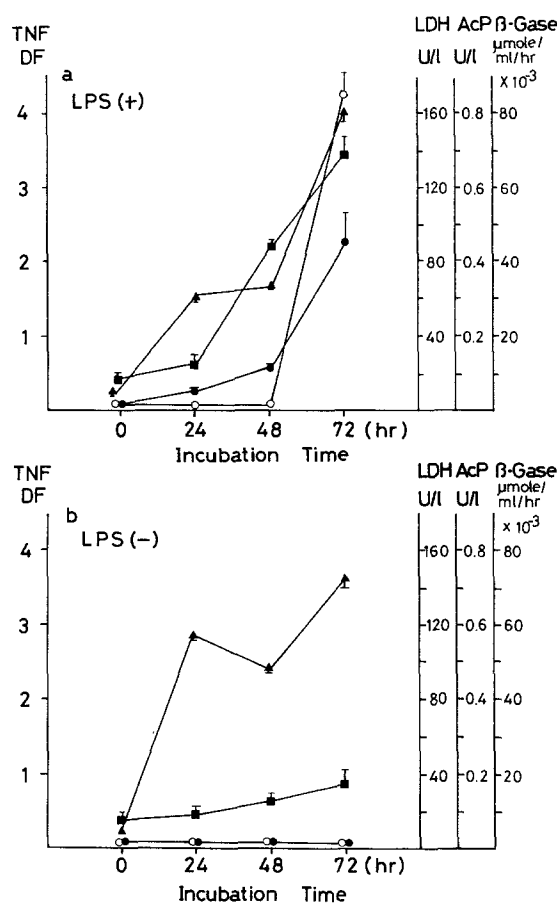 TNF DF
LDH AcP β-Gase
U/l U/l μmole/ml/hr
×10⁻³
a
LPS (+)
4 160 0.8 80
3 120 0.6 60
2 80 0.4 40
1 40 0.2 20
0 24 48 72 (hr)
Incubation Time
TNF DF
LDH AcP β-Gase
U/l U/l μmole/ml/hr
×10⁻³
b
LPS (−)
4 160 0.8 80
3 120 0.6 60
2 80 0.4 40
1 40 0.2 20
0 24 48 72 (hr)
Incubation Time